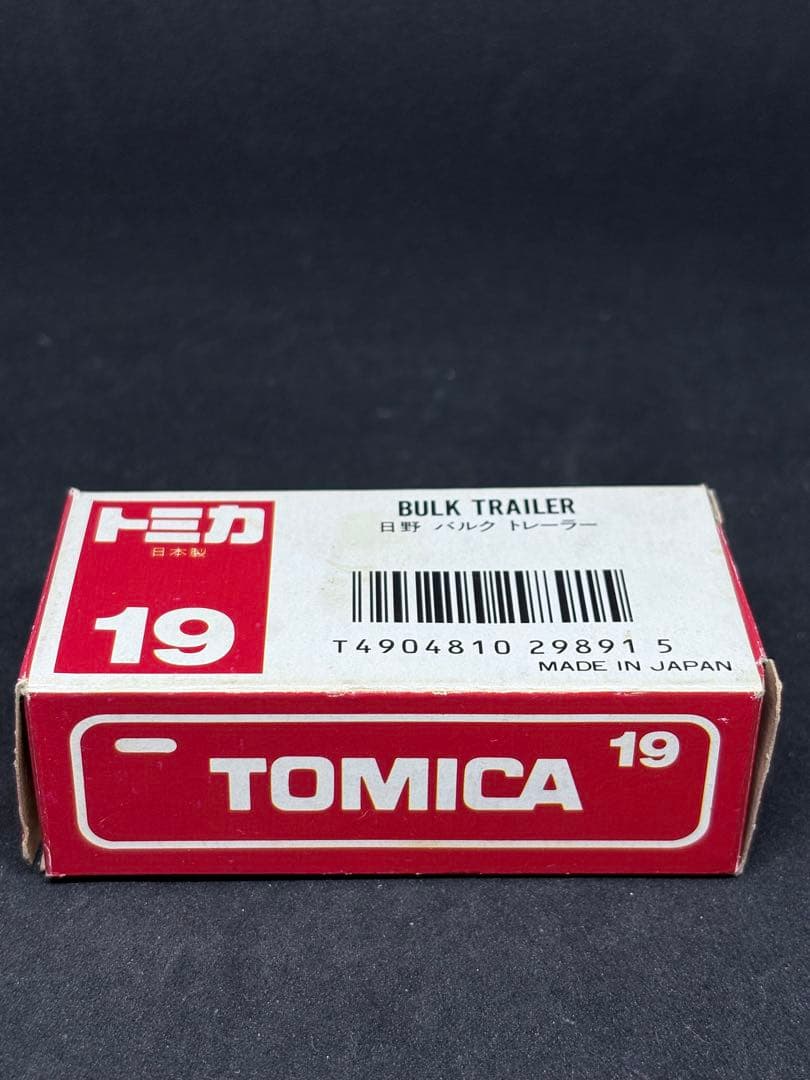 トミカ
日本製
19
BULK TRAILER
日野 バルク トレーラー
T4904810 29891 5
MADE IN JAPAN
TOMICA
19